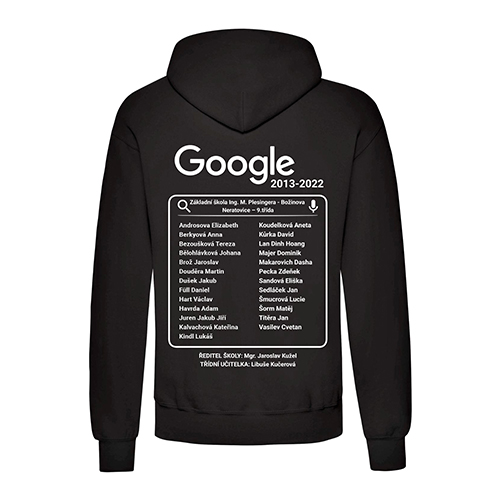 Google
2013-2022
Základní škola Ing. M. Plesingera - Božinova
Neratovice – 9.třída
Androsova Elizabeth
Berkyová Anna
Bezoušková Tereza
Bělohlávková Johana
Brož Jaroslav
Douděra Martin
Dušek Jakub
Füll Daniel
Hart Václav
Havrda Adam
Juren Jakub Jiří
Kalvachová Kateřina
Kindl Lukáš
Koudelková Aneta
Kůrka David
Lan Dinh Hoang
Majer Dominik
Makarovich Dasha
Pecka Zdeňek
Sandová Eliška
Sedláček Jan
Šmucrová Lucie
Šorm Matěj
Titěra Jan
Vasilev Cvetan
ŘEDITEL ŠKOLY: Mgr. Jaroslav Kužel
TŘÍDNÍ UČITELKA: Libuše Kučerová